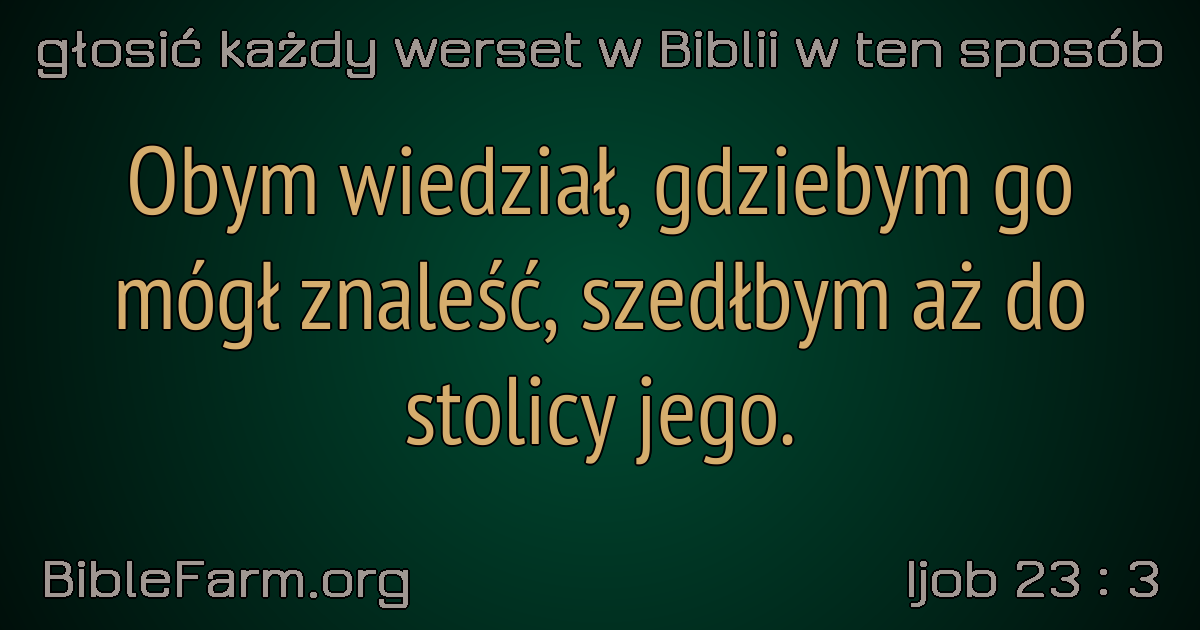 głosić każdy werset w Biblii w ten sposób
Obym wiedział, gdziebym go
mógł znaleść, szedłbym aż do
stolicy jego.
BibleFarm.org
Ijob 23 : 3